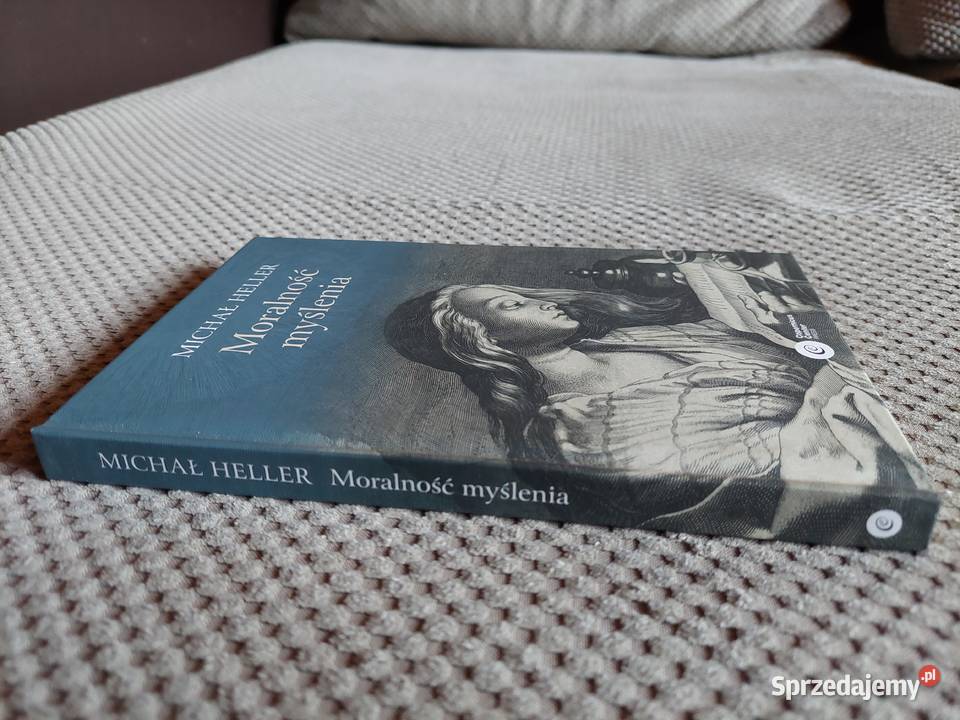 MICHAŁ HELLER
Moralność
myślenia
MICHAŁ HELLER Moralność myślenia
Sprzedajemy.pl